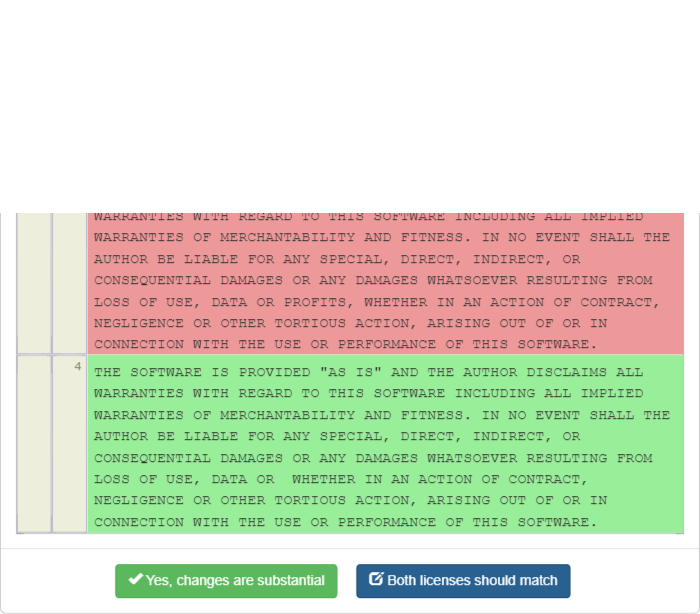 WARRANTIES WITH REGARD TO THIS SOFTWARE INCLUDING ALL IMPLIED
WARRANTIES OF MERCHANTABILITY AND FITNESS. IN NO EVENT SHALL THE
AUTHOR BE LIABLE FOR ANY SPECIAL, DIRECT, INDIRECT, OR
CONSEQUENTIAL DAMAGES OR ANY DAMAGES WHATSOEVER RESULTING FROM
LOSS OF USE, DATA OR PROFITS, WHETHER IN AN ACTION OF CONTRACT,
NEGLIGENCE OR OTHER TORTIOUS ACTION, ARISING OUT OF OR IN
CONNECTION WITH THE USE OR PERFORMANCE OF THIS SOFTWARE.
4 THE SOFTWARE IS PROVIDED "AS IS" AND THE AUTHOR DISCLAIMS ALL
WARRANTIES WITH REGARD TO THIS SOFTWARE INCLUDING ALL IMPLIED
WARRANTIES OF MERCHANTABILITY AND FITNESS. IN NO EVENT SHALL THE
AUTHOR BE LIABLE FOR ANY SPECIAL, DIRECT, INDIRECT, OR
CONSEQUENTIAL DAMAGES OR ANY DAMAGES WHATSOEVER RESULTING FROM
LOSS OF USE, DATA OR  WHETHER IN AN ACTION OF CONTRACT,
NEGLIGENCE OR OTHER TORTIOUS ACTION, ARISING OUT OF OR IN
CONNECTION WITH THE USE OR PERFORMANCE OF THIS SOFTWARE.
Yes, changes are substantial
Both licenses should match